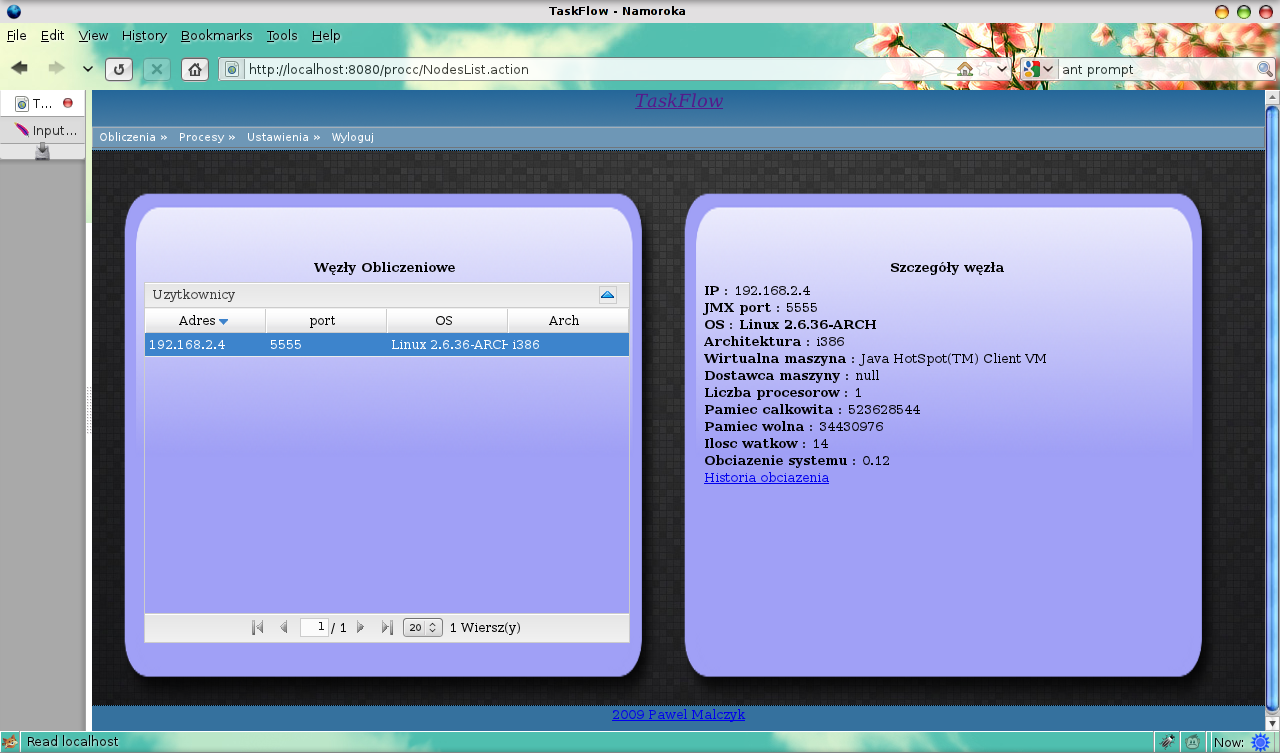 TaskFlow - Namoroka
File Edit View History Bookmarks Tools Help
http://localhost:8080/procc/NodesList.action
ant prompt
T...
Input...
TaskFlow
Obliczenia » Procesy » Ustawienia » Wyloguj
Węzły Obliczeniowe
Uzytkownicy
Adres port OS Arch
192.168.2.4 5555 Linux 2.6.36-ARCH i386
1 / 1 20 1 Wiersz(y)
Szczegóły węzła
IP : 192.168.2.4
JMX port : 5555
OS : Linux 2.6.36-ARCH
Architektura : i386
Wirtualna maszyna : Java HotSpot(TM) Client VM
Dostawca maszyny : null
Liczba procesorow : 1
Pamiec calkowita : 523628544
Pamiec wolna : 34430976
Ilosc watkow : 14
Obciazenie systemu : 0.12
Historia obciazenia
2009 Pawel Malczyk
Read localhost
Now: